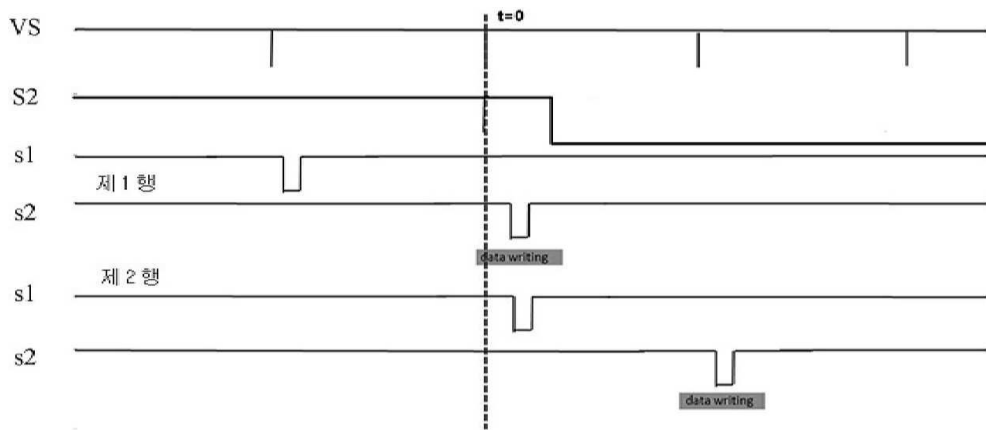 t=0
VS
S2
s1
제 1 행
s2
data writing
제 2 행
s1
s2
data writing